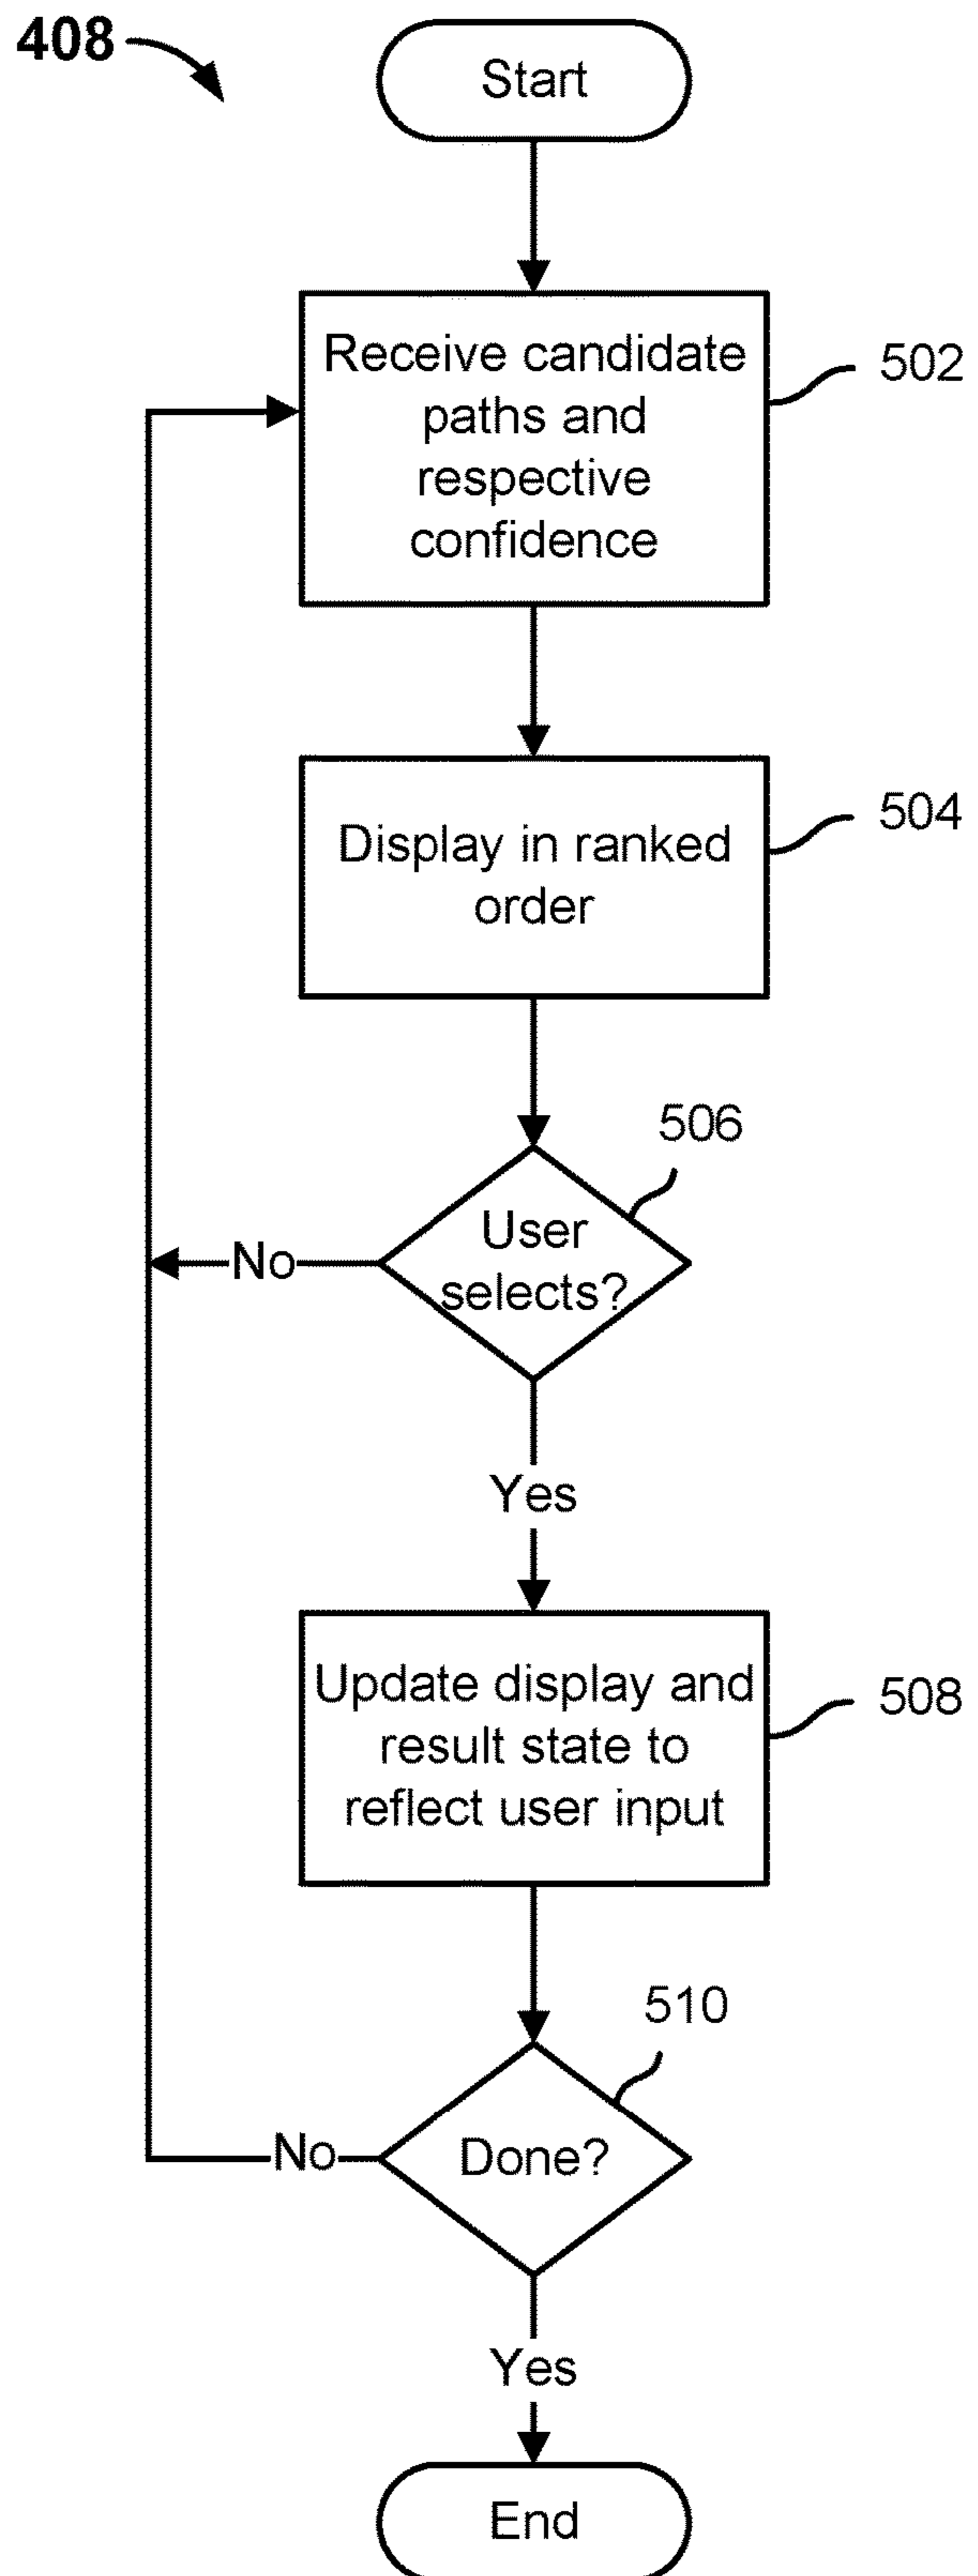 408
Start
Receive candidate
paths and
respective
confidence
502
Display in ranked
order
504
506
User
selects?
No
Yes
Update display and
result state to
reflect user input
508
510
Done?
No
Yes
End